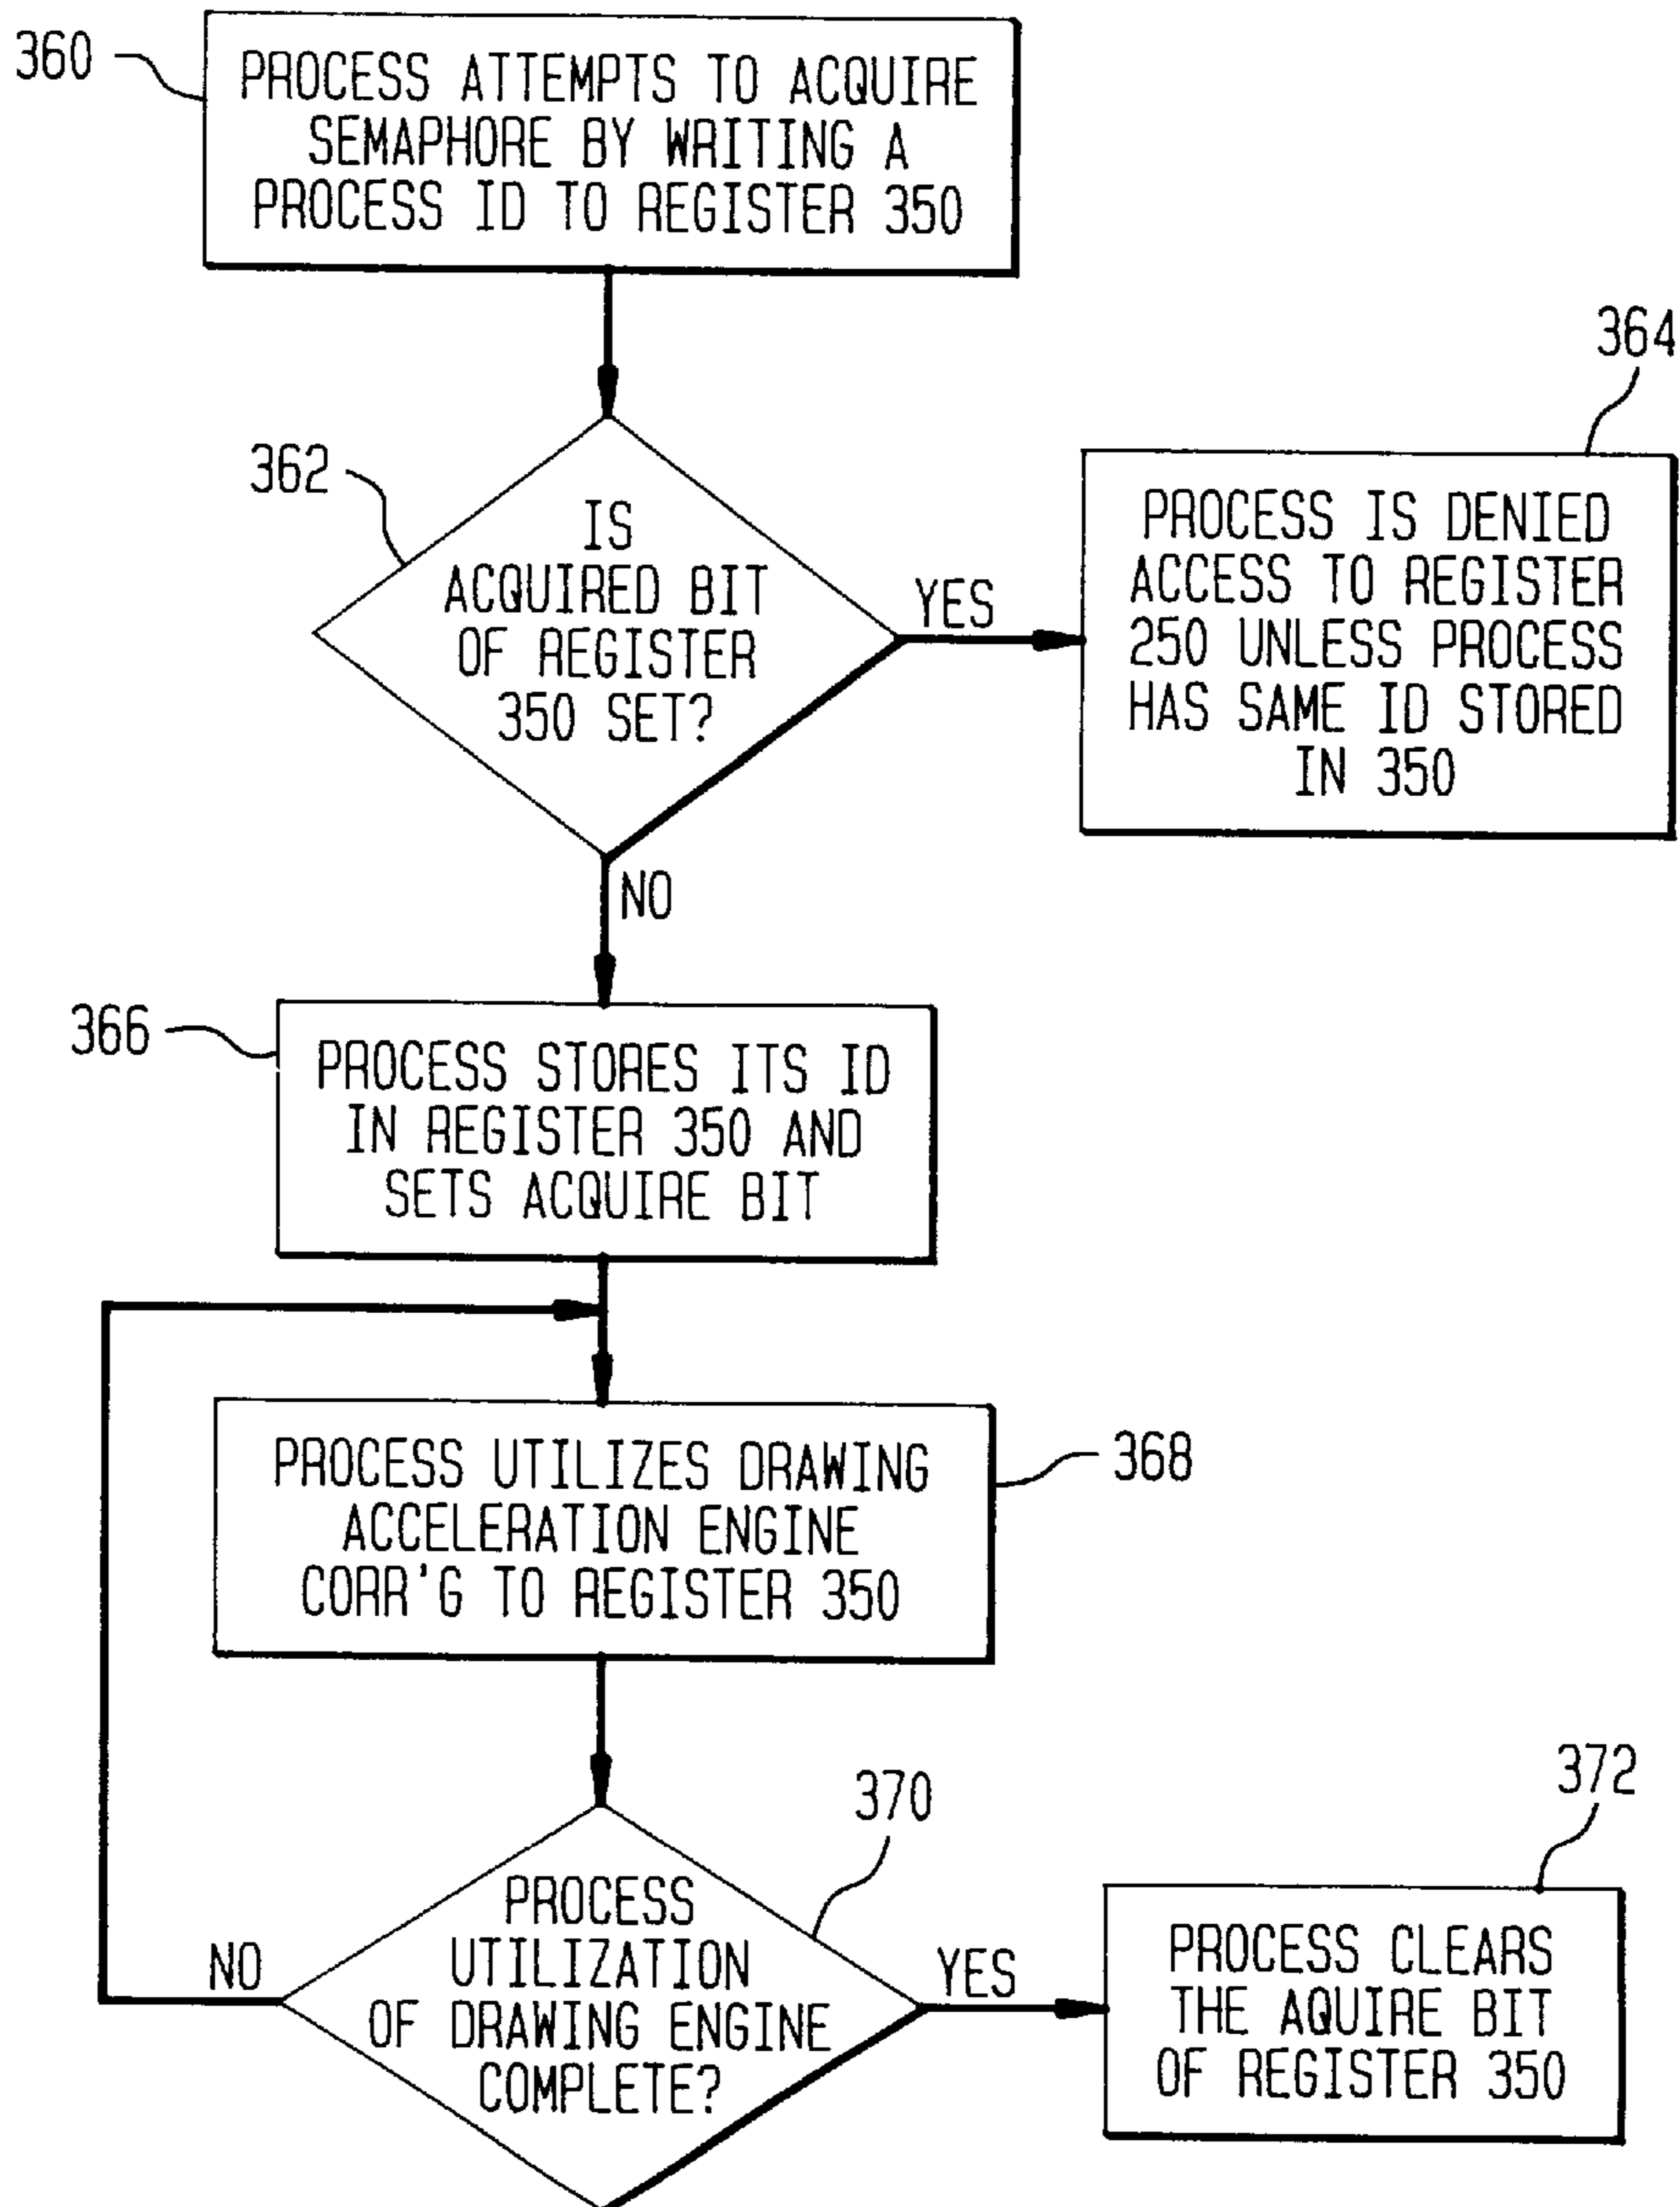 360
PROCESS ATTEMPTS TO ACQUIRE
SEMAPHORE BY WRITING A
PROCESS ID TO REGISTER 350
362
IS
ACQUIRED BIT
OF REGISTER
350 SET?
YES
364
PROCESS IS DENIED
ACCESS TO REGISTER
250 UNLESS PROCESS
HAS SAME ID STORED
IN 350
NO
366
PROCESS STORES ITS ID
IN REGISTER 350 AND
SETS ACQUIRE BIT
368
PROCESS UTILIZES DRAWING
ACCELERATION ENGINE
CORR'G TO REGISTER 350
370
PROCESS
UTILIZATION
OF DRAWING ENGINE
COMPLETE?
NO
YES
372
PROCESS CLEARS
THE AQUIRE BIT
OF REGISTER 350